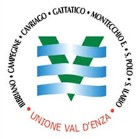 BIBBIANO • CAMPEGINE • CAVRIAGO • GATTATICO • MONTECCHIO E. • S. POLO • S. ILARIO
• UNIONE VAL D'ENZA •